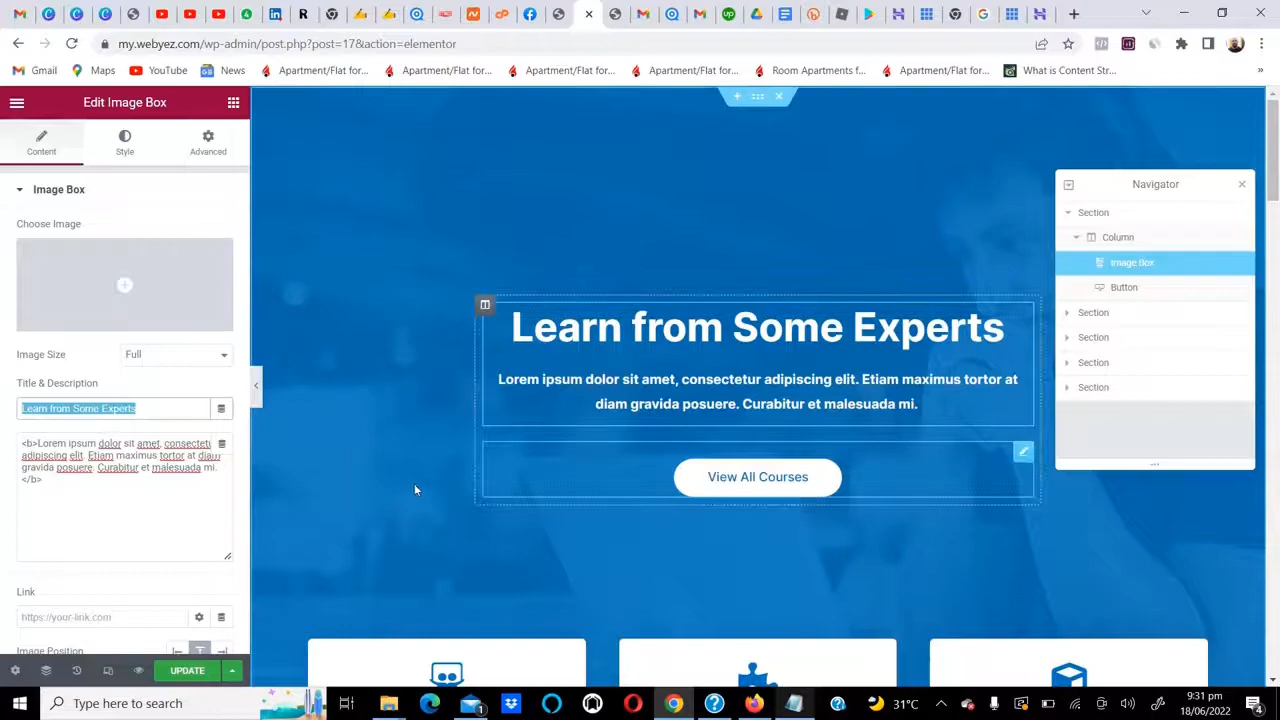 my.webyez.com/wp-admin/post.php?post=17&action=elementor
Gmail
Maps
YouTube
News
Apartment/Flat for...
Apartment/Flat for...
Apartment/Flat for...
Apartment/Flat for...
Room Apartments f...
Apartment/Flat for...
What is Content Str...
»
Edit Image Box
Content
Style
Advanced
Image Box
Choose Image
Image Size
Full
Title & Description
Learn from Some Experts
<b>Lorem ipsum dolor sit amet, consectetu
adipiscing elit. Etiam maximus tortor at diam
gravida posuere. Curabitur et malesuada mi.
</b>
Link
https://your-link.com
Image Position
UPDATE
Learn from Some Experts
Lorem ipsum dolor sit amet, consectetur adipiscing elit. Etiam maximus tortor at
diam gravida posuere. Curabitur et malesuada mi.
View All Courses
Navigator
Section
Column
Image Box
Button
Section
Section
Section
Section
Type here to search
1
31°C
9:31 pm
18/06/2022
4